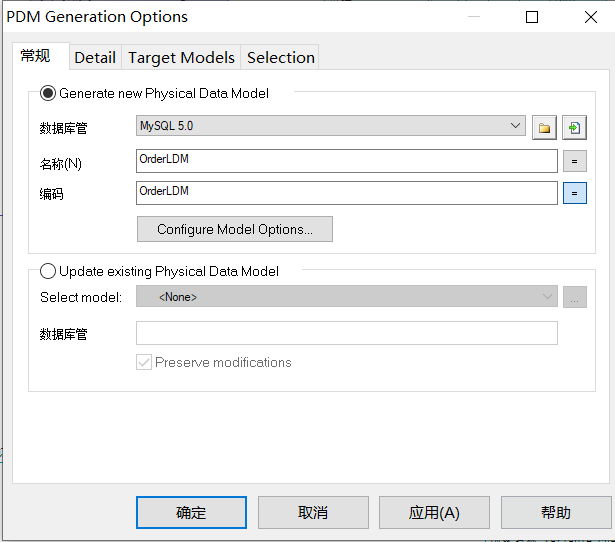 PDM Generation Options
常规 Detail Target Models Selection
Generate new Physical Data Model
数据库管 MySQL 5.0
名称(N) OrderLDM =
编码 OrderLDM =
Configure Model Options...
Update existing Physical Data Model
Select model: <None> ...
数据库管
Preserve modifications
确定 取消 应用(A) 帮助